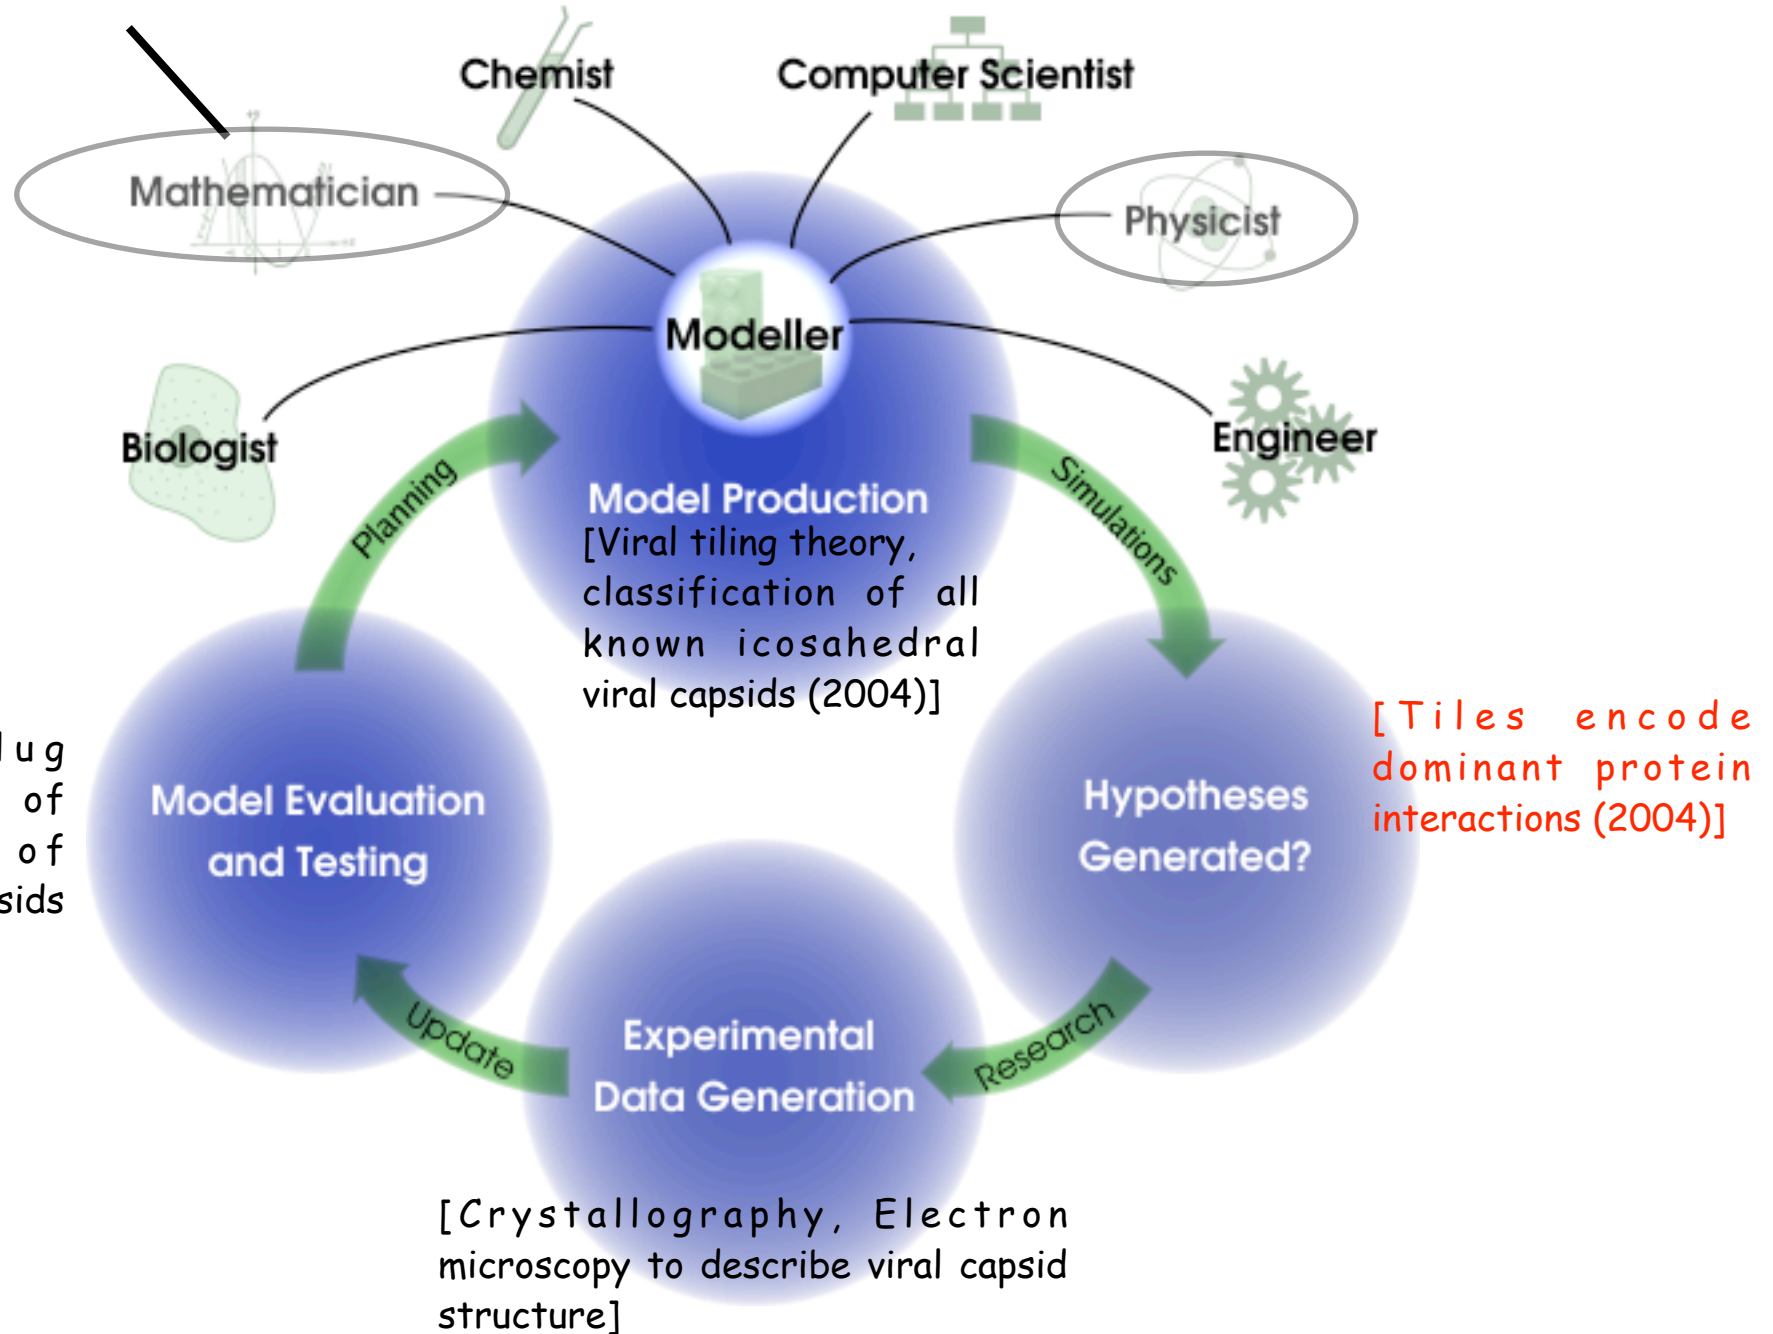 Chemist
Computer Scientist
Mathematician
Physicist
Modeller
Biologist
Engineer
Planning
Simulations
Model Production
[Viral tiling theory,
classification of all
known icosahedral
viral capsids (2004)]
[Tiles encode
dominant protein
interactions (2004)]
Hypotheses
Generated?
of
of
Model Evaluation
and Testing
Update
Research
Experimental
Data Generation
[Crystallography, Electron
microscopy to describe viral capsid
structure]